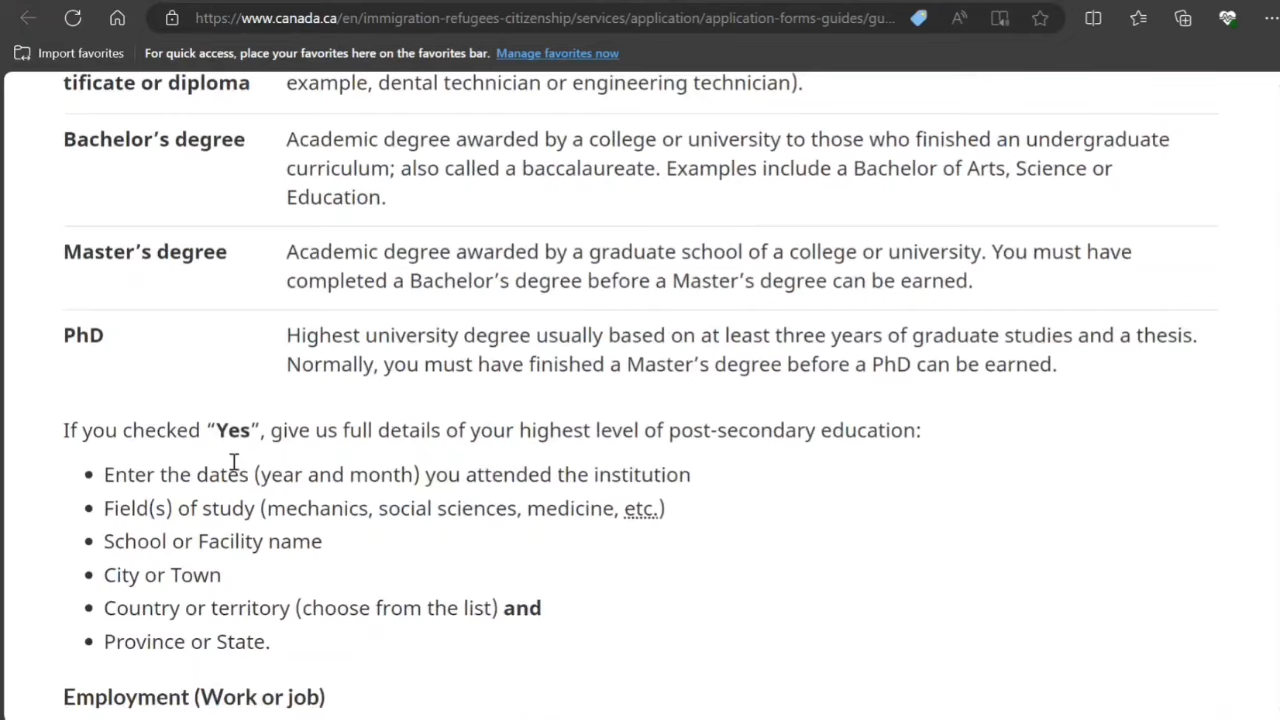 https://www.canada.ca/en/immigration-refugees-citizenship/services/application/application-forms-guides/gu...
Import favorites
For quick access, place your favorites here on the favorites bar. Manage favorites now
tificate or diploma
example, dental technician or engineering technician).
Bachelor’s degree
Academic degree awarded by a college or university to those who finished an undergraduate
curriculum; also called a baccalaureate. Examples include a Bachelor of Arts, Science or
Education.
Master’s degree
Academic degree awarded by a graduate school of a college or university. You must have
completed a Bachelor’s degree before a Master’s degree can be earned.
PhD
Highest university degree usually based on at least three years of graduate studies and a thesis.
Normally, you must have finished a Master’s degree before a PhD can be earned.
If you checked “Yes”, give us full details of your highest level of post-secondary education:
• Enter the dates (year and month) you attended the institution
• Field(s) of study (mechanics, social sciences, medicine, etc.)
• School or Facility name
• City or Town
• Country or territory (choose from the list) and
• Province or State.
Employment (Work or job)